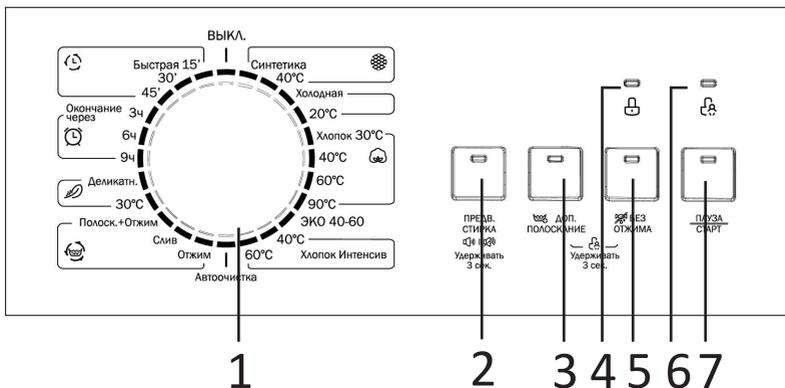 ВЫКЛ.
Быстрая 15'
30'
45'
Окончание
через
3ч
6ч
9ч
Деликатн.
30°C
Полоск.+Отжим
Слив
Отжим
Автоочистка
Синтетика
40°C
Холодная
20°C
Хлопок 30°C
40°C
60°C
90°C
ЭКО 40-60
40°C
60°C
Хлопок Интенсив
ПРЕДВ.
СТИРКА
Удерживать
3 сек.
ДОП.
ПОЛОСКАНИЕ
БЕЗ
ОТЖИМА
Удерживать
3 сек.
ПАУЗА
СТАРТ
1 2 3 4 5 6 7